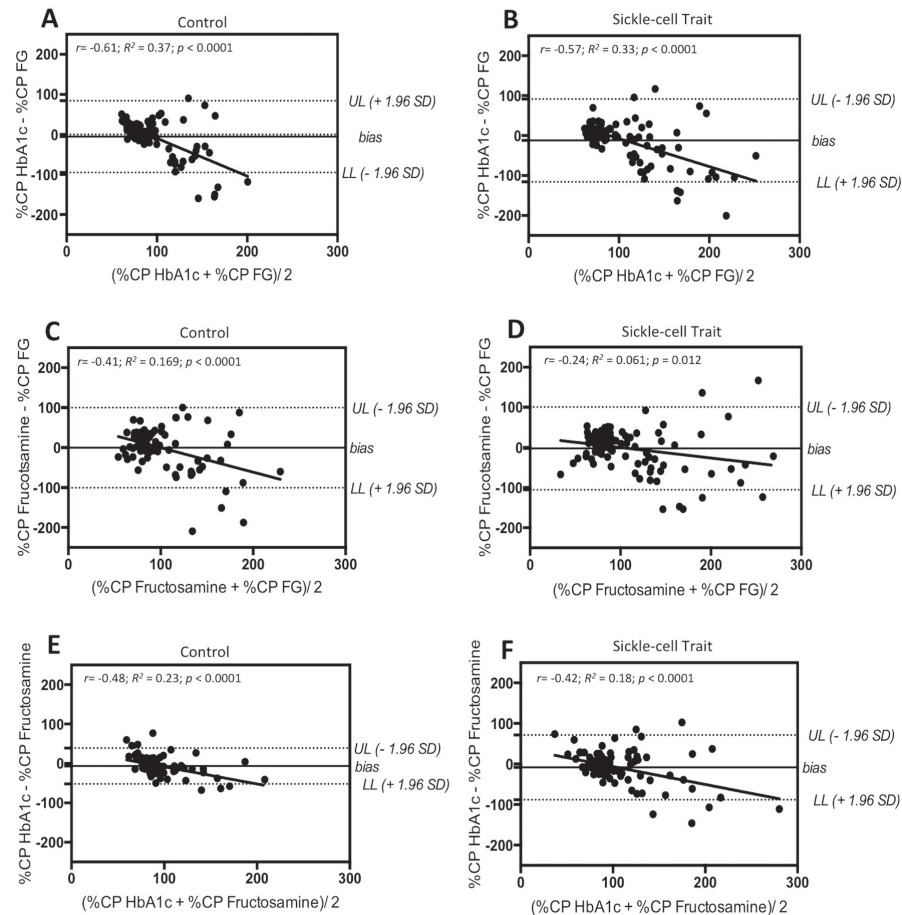 A
Control
r= -0.61; R² = 0.37; p < 0.0001
%CP HbA1c - %CP FG
200
100
0
-100
-200
UL (+ 1.96 SD)
bias
LL (- 1.96 SD)
0 100 200 300
(%CP HbA1c + %CP FG)/ 2
B
Sickle-cell Trait
r= -0.57; R² = 0.33; p < 0.0001
%CP HbA1c - %CP FG
200
100
0
-100
-200
UL (- 1.96 SD)
bias
LL (+ 1.96 SD)
0 100 200 300
(%CP HbA1c + %CP FG)/ 2
C
Control
r= -0.41; R² = 0.169; p < 0.0001
%CP Frucotsamine - %CP FG
200
100
0
-100
-200
UL (- 1.96 SD)
bias
LL (+ 1.96 SD)
0 100 200 300
(%CP Fructosamine + %CP FG)/ 2
D
Sickle-cell Trait
r= -0.24; R² = 0.061; p = 0.012
%CP Frucotsamine - %CP FG
200
100
0
-100
-200
UL (- 1.96 SD)
bias
LL (+ 1.96 SD)
0 100 200 300
(%CP Fructosamine + %CP FG)/ 2
E
Control
r= -0.48; R² = 0.23; p < 0.0001
%CP HbA1c - %CP Fructosamine
200
100
0
-100
-200
UL (- 1.96 SD)
bias
LL (+ 1.96 SD)
0 100 200 300
(%CP HbA1c + %CP Fructosamine)/ 2
F
Sickle-cell Trait
r= -0.42; R² = 0.18; p < 0.0001
%CP HbA1c - %CP Fructosamine
200
100
0
-100
-200
UL (- 1.96 SD)
bias
LL (+ 1.96 SD)
0 100 200 300
(%CP HbA1c + %CP Fructosamine)/ 2